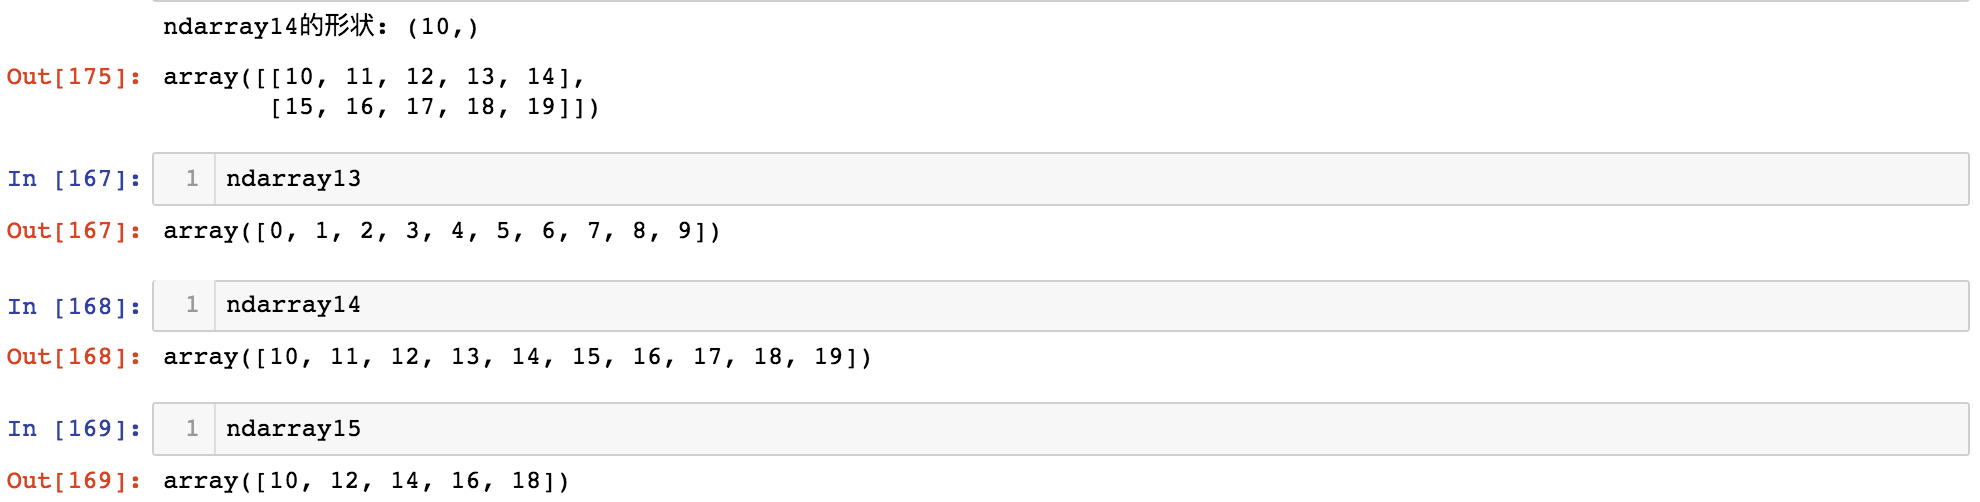 ndarray14的形状: (10,)
Out[175]: array([[10, 11, 12, 13, 14],
[15, 16, 17, 18, 19]])
In [167]: 1 ndarray13
Out[167]: array([0, 1, 2, 3, 4, 5, 6, 7, 8, 9])
In [168]: 1 ndarray14
Out[168]: array([10, 11, 12, 13, 14, 15, 16, 17, 18, 19])
In [169]: 1 ndarray15
Out[169]: array([10, 12, 14, 16, 18])